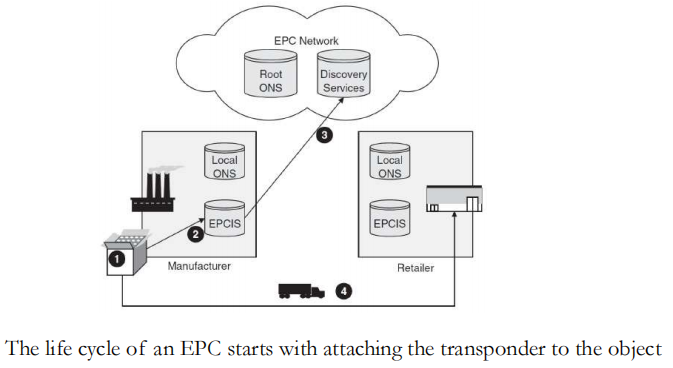 EPC Network
Root
ONS
Discovery
Services
3
Local
ONS
Local
ONS
EPCIS
2
EPCIS
1
Manufacturer
Retailer
4
The life cycle of an EPC starts with attaching the transponder to the object